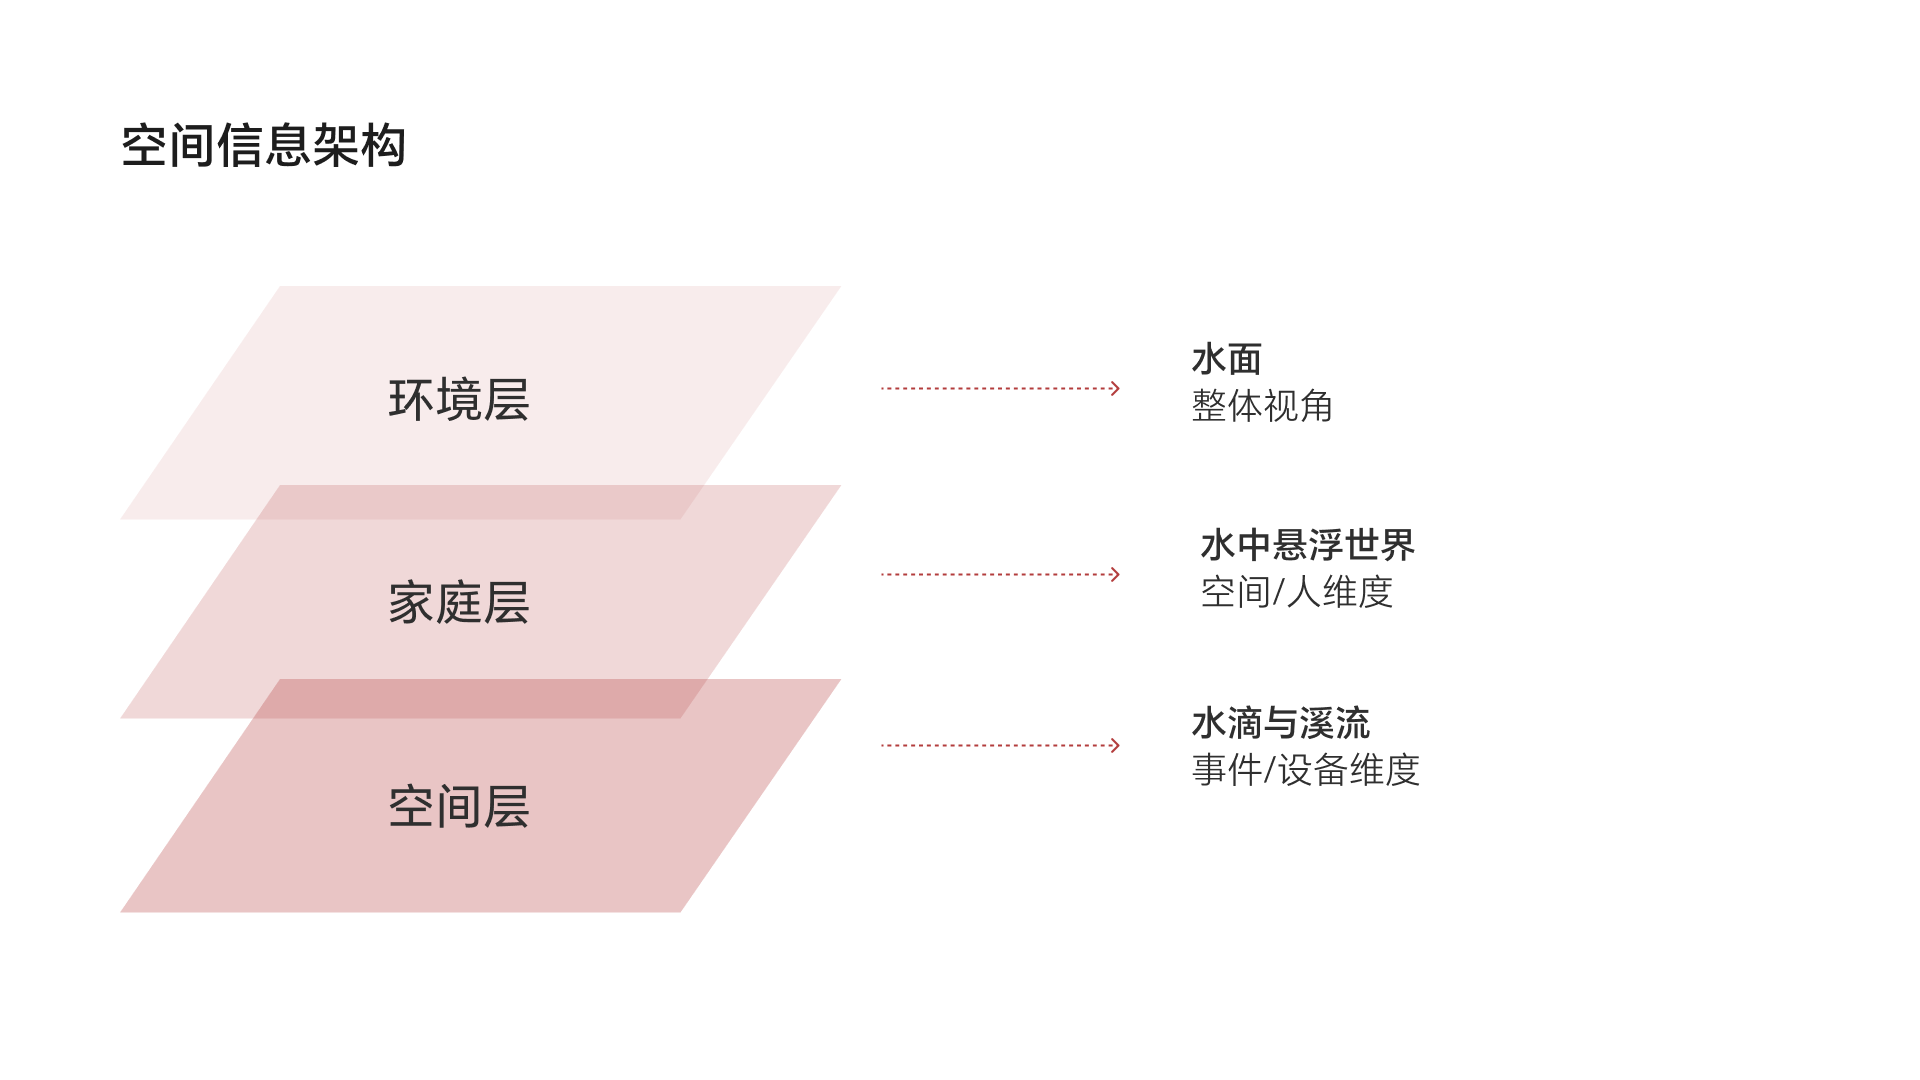 空间信息架构
环境层
水面
整体视角
家庭层
水中悬浮世界
空间/人维度
空间层
水滴与溪流
事件/设备维度